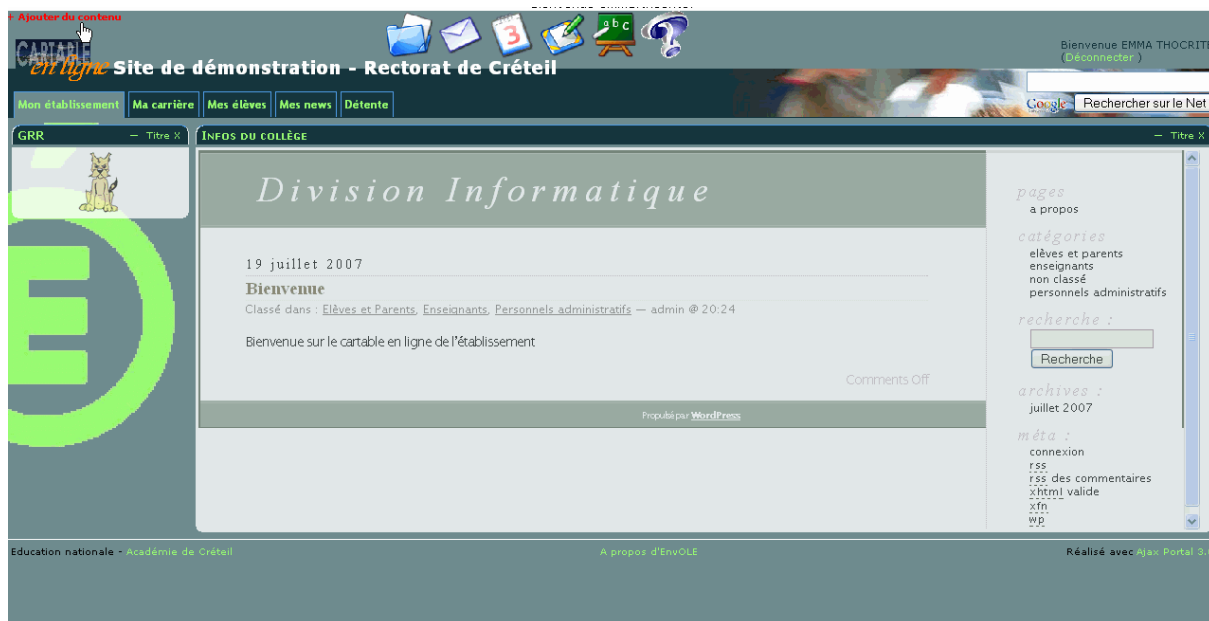 + Ajouter du contenu
3
a b c
CARTABLE
en ligne
Site de démonstration - Rectorat de Créteil
Bienvenue EMMA THOCRITE
(Déconnecter )
Google
Rechercher sur le Net
Mon établissement
Ma carrière
Mes élèves
Mes news
Détente
GRR
— Titre X
INFOS DU COLLÈGE
— Titre X
Division Informatique
19 juillet 2007
Bienvenue
Classé dans : Elèves et Parents, Enseignants, Personnels administratifs — admin @ 20:24
Bienvenue sur le cartable en ligne de l'établissement
Comments Off
Propulsé par WordPress
pages
a propos
catégories
elèves et parents
enseignants
non classé
personnels administratifs
recherche :
Recherche
archives :
juillet 2007
méta :
connexion
rss
rss des commentaires
xhtml valide
xfn
wp
E
Education nationale - Académie de Créteil
A propos d'EnvOLE
Réalisé avec Ajax Portal 3.